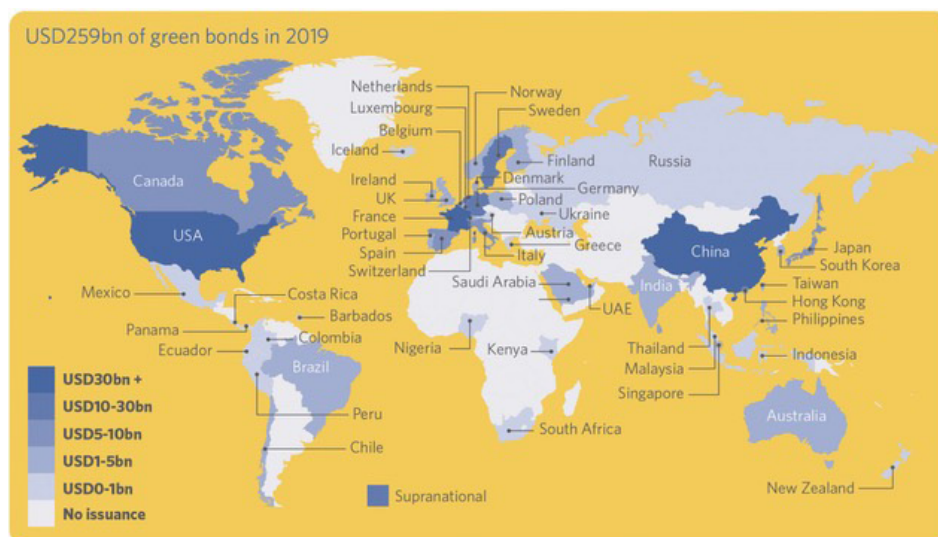 USD259bn of green bonds in 2019
Netherlands
Norway
Luxembourg
Sweden
Belgium
Iceland
Finland
Russia
Canada
Ireland
Denmark
UK
Germany
Poland
France
Ukraine
USA
Portugal
Austria
China
Japan
Spain
Italy
Greece
South Korea
Switzerland
Saudi Arabia
India
Taiwan
Mexico
Costa Rica
UAE
Hong Kong
Panama
Barbados
Philippines
Colombia
Ecuador
Nigeria
Kenya
Thailand
Indonesia
Brazil
Malaysia
Singapore
Peru
Australia
South Africa
Chile
New Zealand
USD30bn +
USD10-30bn
USD5-10bn
USD1-5bn
USD0-1bn
No issuance
Supranational